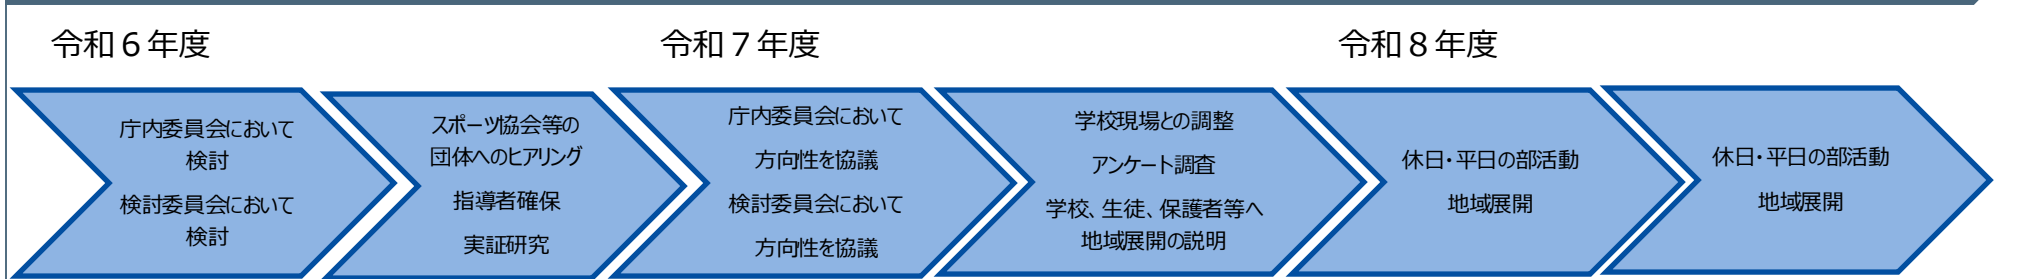 令和６年度
令和７年度
令和８年度
庁内委員会において
検討
検討委員会において
検討
スポーツ協会等の
団体へのヒアリング
指導者確保
実証研究
庁内委員会において
方向性を協議
検討委員会において
方向性を協議
学校現場との調整
アンケート調査
学校、生徒、保護者等へ
地域展開の説明
休日・平日の部活動
地域展開
休日・平日の部活動
地域展開